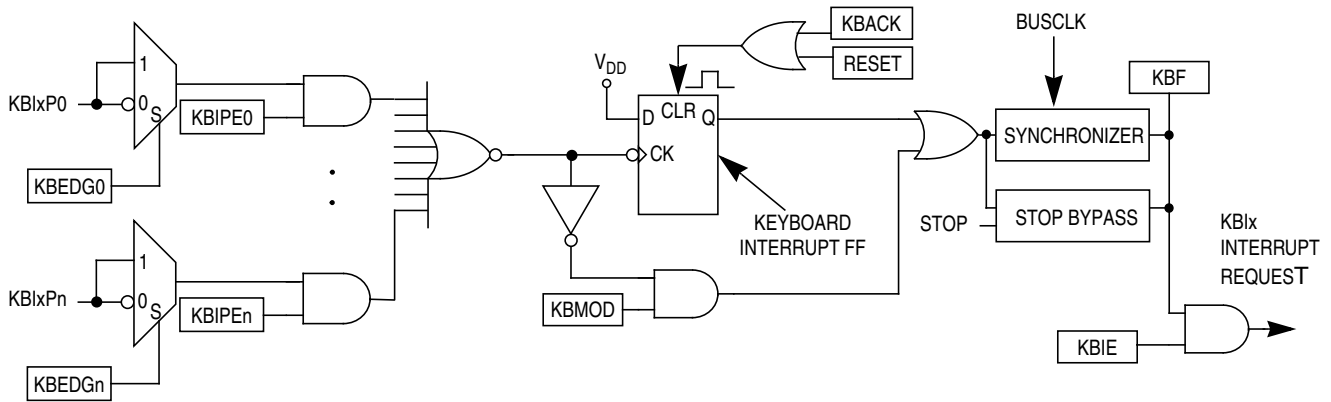 KBACK
RESET
BUSCLK
VDD
KBF
1
KBIxP0
0
S
KBIPE0
D
CLR
Q
CK
SYNCHRONIZER
KBEDG0
KEYBOARD
INTERRUPT FF
STOP
STOP BYPASS
KBIx
INTERRUPT
REQUEST
1
KBIxPn
0
S
KBIPEn
KBMOD
KBIE
KBEDGn